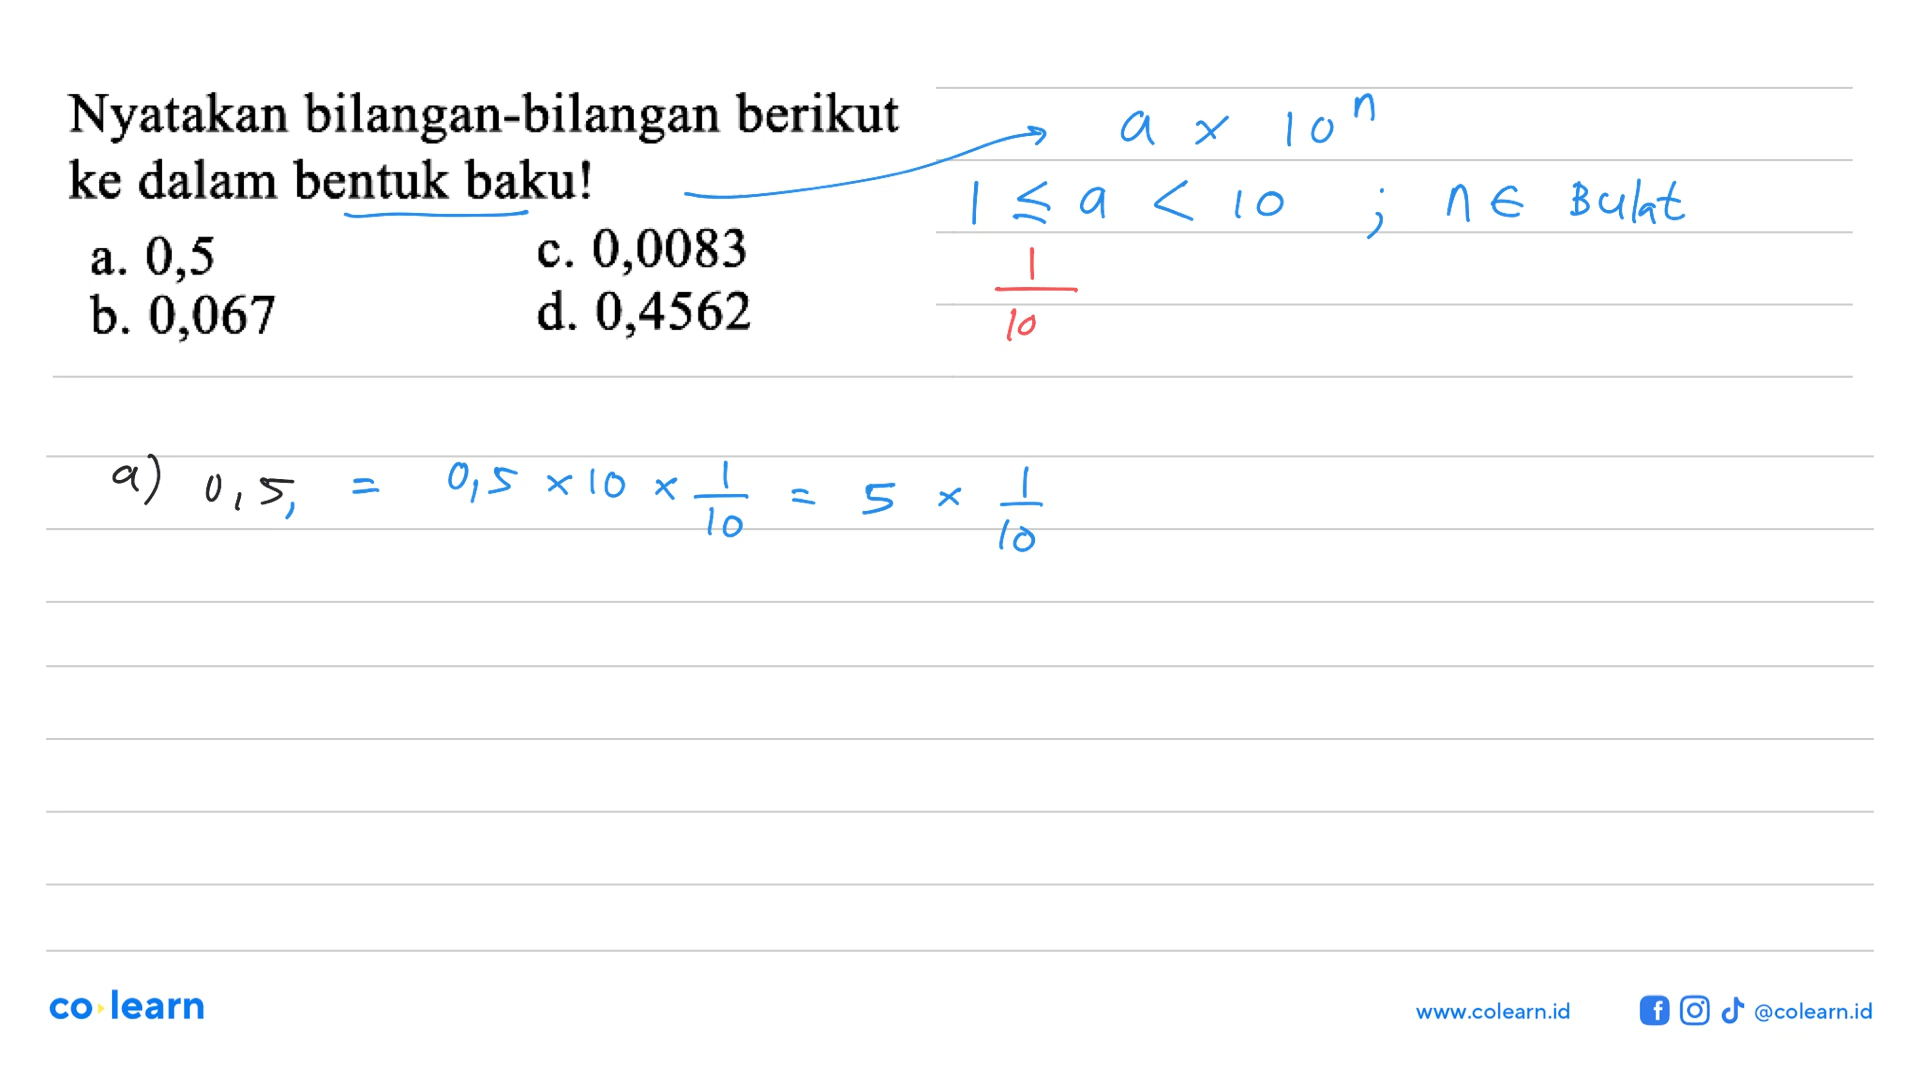 Nyatakan bilangan-bilangan berikut
ke dalam bentuk baku!
a. 0,5
c. 0,0083
b. 0,067
d. 0,4562
a × 10^n
1 ≤ a < 10 ; n ∈ Bulat
1/10
a) 0,5, = 0,5 × 10 × 1/10 = 5 × 1/10
co learn
www.colearn.id
@colearn.id